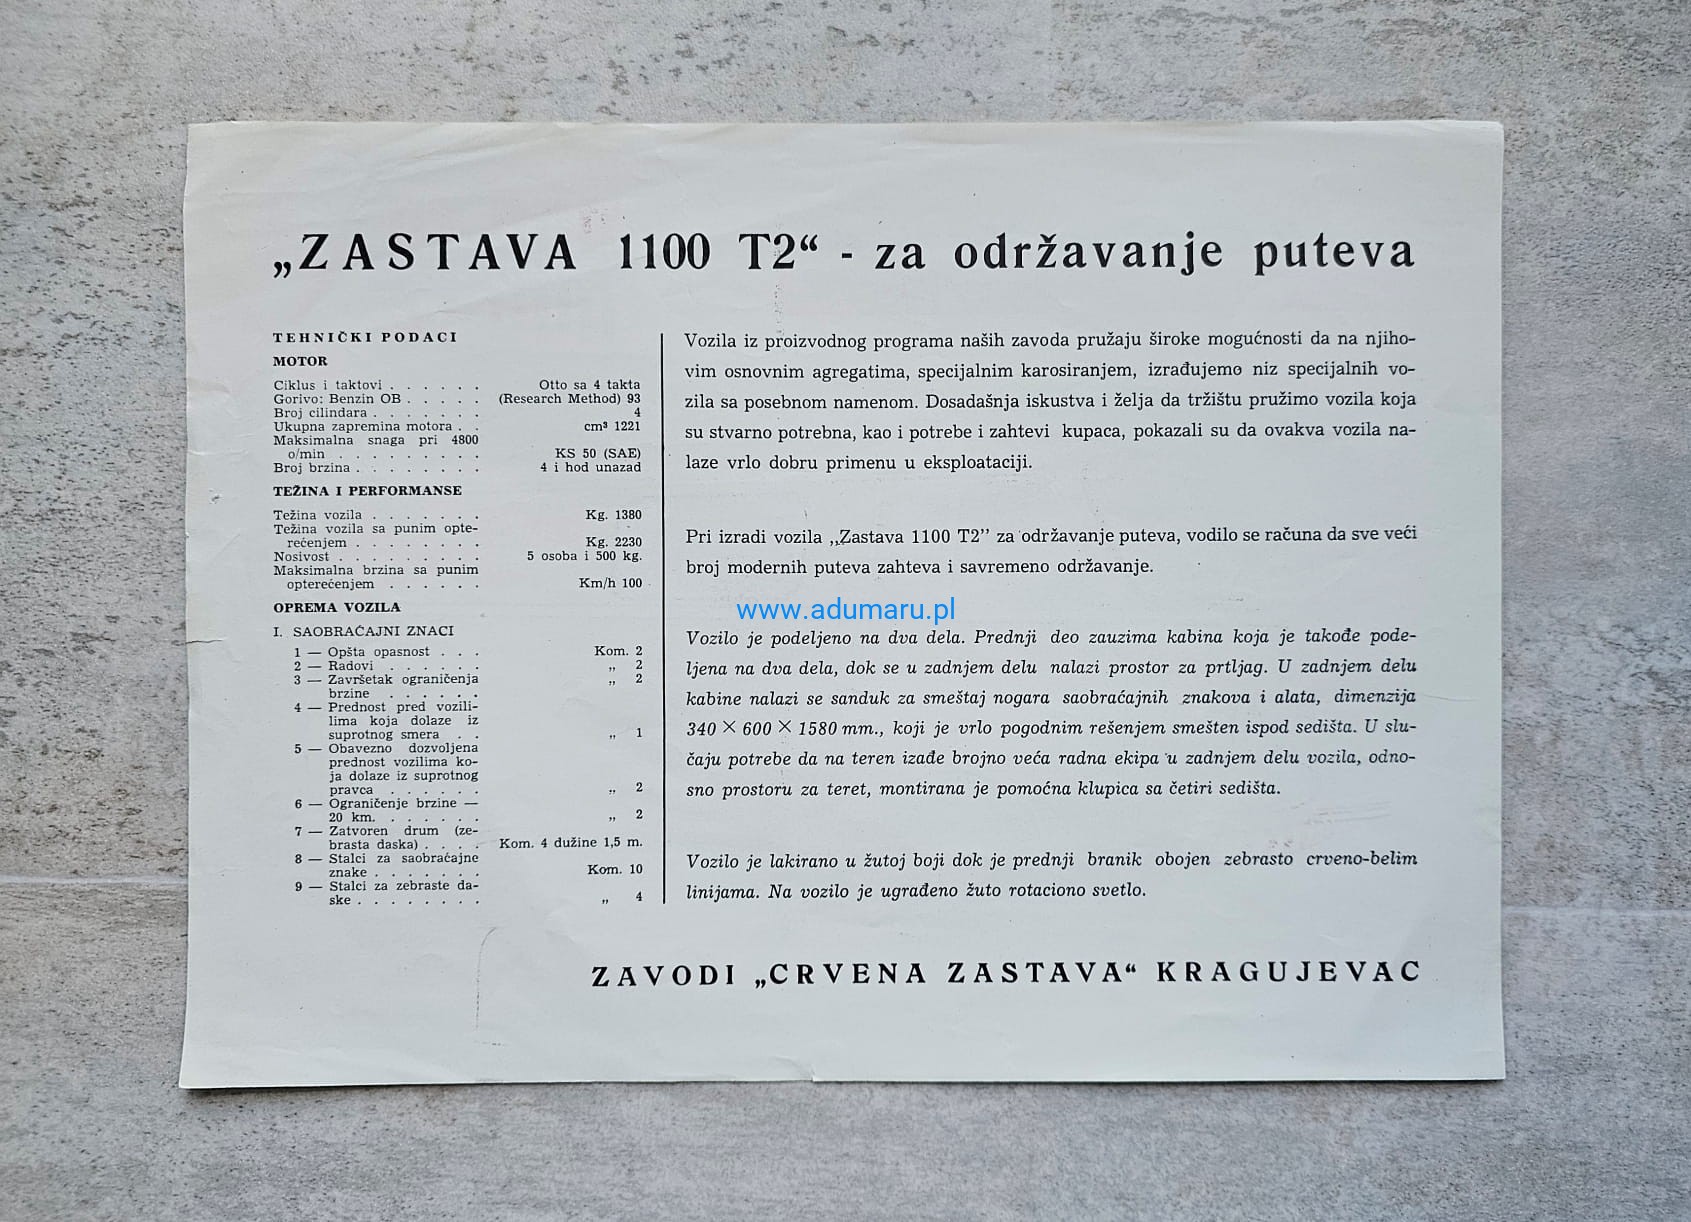 „ZASTAVA 1100 T2“ - za održavanje puteva
TEHNIČKI PODACI
MOTOR
Ciklus i taktovi . . . . . . Otto sa 4 takta
Gorivo: Benzin OB . . . . . (Research Method) 93
Broj cilindara . . . . . . . 4
Ukupna zapremina motora . . cm³ 1221
Maksimalna snaga pri 4800
o/min . . . . . . . . . KS 50 (SAE)
Broj brzina . . . . . . . . 4 i hod unazad
TEŽINA I PERFORMANSE
Težina vozila . . . . . . . Kg. 1380
Težina vozila sa punim opte-
rećenjem . . . . . . . . Kg. 2230
Nosivost . . . . . . . . . 5 osoba i 500 kg.
Maksimalna brzina sa punim
opterećenjem . . . . . . Km/h 100
OPREMA VOZILA
I. SAOBRAĆAJNI ZNACI
1 — Opšta opasnost . . . Kom. 2
2 — Radovi . . . . . . „ 2
3 — Završetak ograničenja „ 2
brzine . . . . . .
4 — Prednost pred vozili-
lima koja dolaze iz
suprotnog smera . . „ 1
5 — Obavezno dozvoljena
prednost vozilima ko-
ja dolaze iz suprotnog
pravca . . . . . . „ 2
6 — Ograničenje brzine —
20 km. . . . . . . „ 2
7 — Zatvoren drum (ze-
brasta daska) . . . . Kom. 4 dužine 1,5 m.
8 — Stalci za saobraćajne
znake . . . . . . . Kom. 10
9 — Stalci za zebraste da-
ske . . . . . . . . „ 4
Vozila iz proizvodnog programa naših zavoda pružaju široke mogućnosti da na njiho-
vim osnovnim agregatima, specijalnim karosiranjem, izrađujemo niz specijalnih vo-
zila sa posebnom namenom. Dosadašnja iskustva i želja da tržištu pružimo vozila koja
su stvarno potrebna, kao i potrebe i zahtevi kupaca, pokazali su da ovakva vozila na-
laze vrlo dobru primenu u eksploataciji.
Pri izradi vozila ,,Zastava 1100 T2” za održavanje puteva, vodilo se računa da sve veći
broj modernih puteva zahteva i savremeno održavanje.
www.adumaru.pl
Vozilo je podeljeno na dva dela. Prednji deo zauzima kabina koja je takođe pode-
ljena na dva dela, dok se u zadnjem delu nalazi prostor za prtljag. U zadnjem delu
kabine nalazi se sanduk za smeštaj nogara saobraćajnih znakova i alata, dimenzija
340 × 600 × 1580 mm., koji je vrlo pogodnim rešenjem smešten ispod sedišta. U slu-
čaju potrebe da na teren izađe brojno veća radna ekipa u zadnjem delu vozila, odno-
sno prostoru za teret, montirana je pomoćna klupica sa četiri sedišta.
Vozilo je lakirano u žutoj boji dok je prednji branik obojen zebrasto crveno-belim
linijama. Na vozilo je ugrađeno žuto rotaciono svetlo.
ZAVODI „CRVENA ZASTAVA“ KRAGUJEVAC